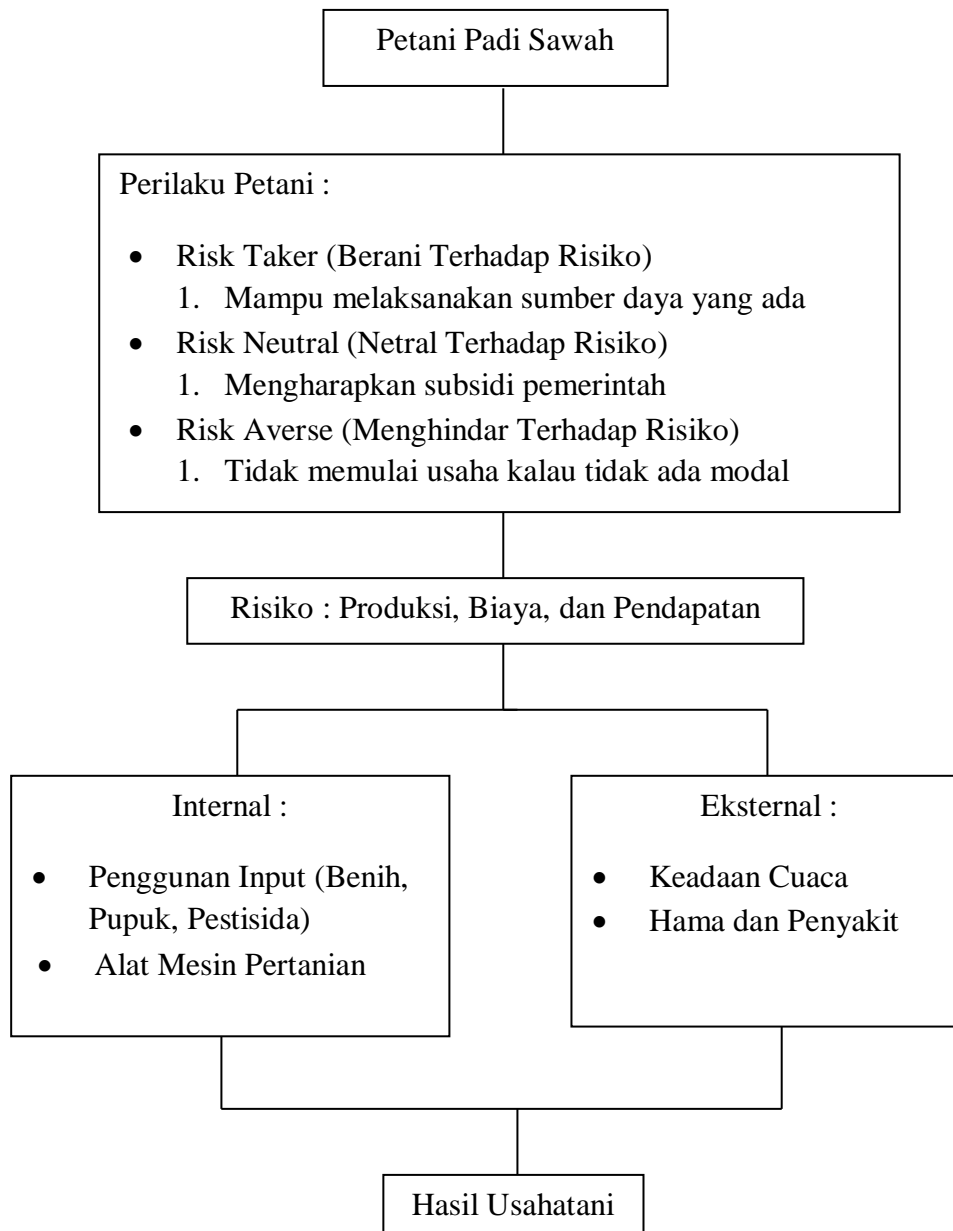 Petani Padi Sawah
Perilaku Petani :
• Risk Taker (Berani Terhadap Risiko)
1. Mampu melaksanakan sumber daya yang ada
• Risk Neutral (Netral Terhadap Risiko)
1. Mengharapkan subsidi pemerintah
• Risk Averse (Menghindar Terhadap Risiko)
1. Tidak memulai usaha kalau tidak ada modal
Risiko : Produksi, Biaya, dan Pendapatan
Internal :
• Penggunan Input (Benih,
Pupuk, Pestisida)
• Alat Mesin Pertanian
Eksternal :
• Keadaan Cuaca
• Hama dan Penyakit
Hasil Usahatani